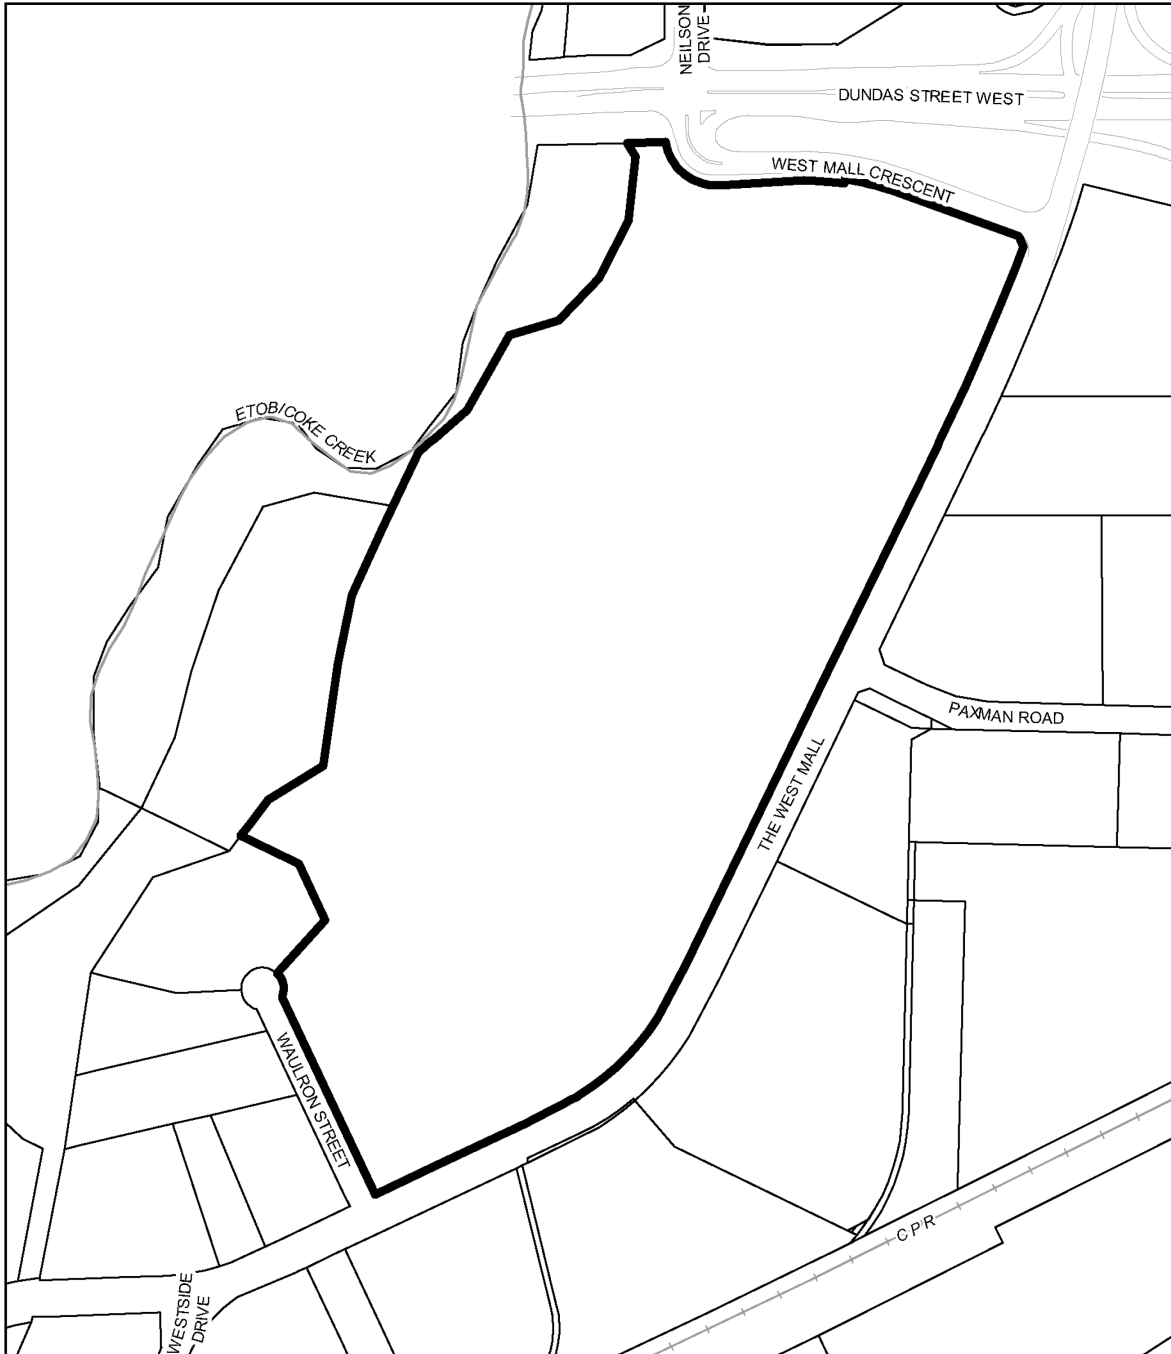 NEILSON
DRIVE
DUNDAS STREET WEST
WEST MALL CRESCENT
ETOBICOKE CREEK
PAXMAN ROAD
THE WEST MALL
WAULRON STREET
CPR
WESTSIDE
DRIVE